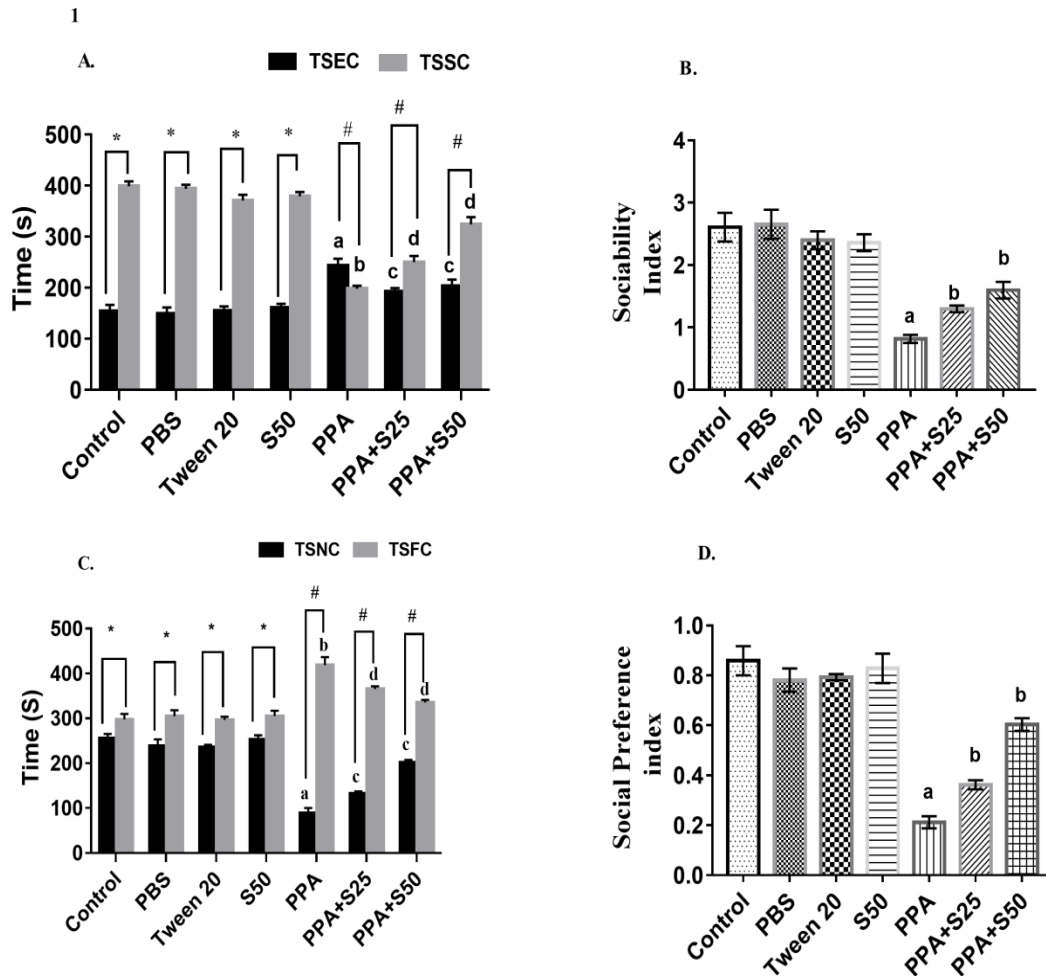 1
A.
TSEC TSSC
Time (s)
500
400
300
200
100
0
* * * * # # #
a b c d c d
Control PBS Tween 20 S50 PPA PPA+S25 PPA+S50
B.
Sociability
Index
4
3
2
1
0
a b b
Control PBS Tween 20 S50 PPA PPA+S25 PPA+S50
C.
TSNC TSFC
Time (S)
500
400
300
200
100
0
* * * * # # #
a b c d c d
Control PBS Tween 20 S50 PPA PPA+S25 PPA+S50
D.
Social Preference
index
1.0
0.8
0.6
0.4
0.2
0.0
a b b
Control PBS Tween 20 S50 PPA PPA+S25 PPA+S50